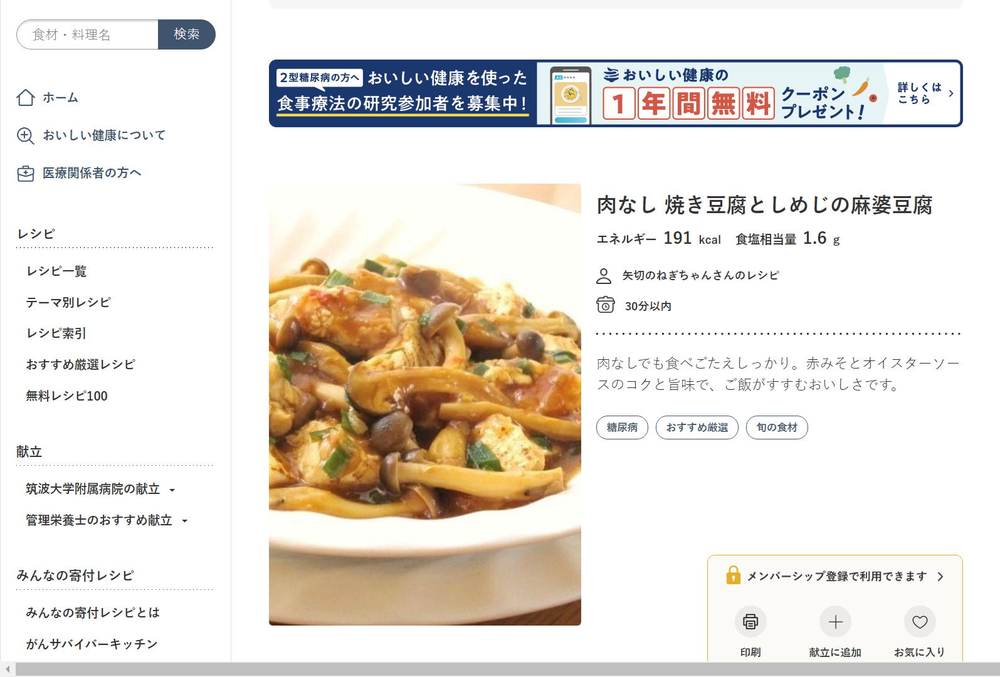 食材・料理名
検索
ホーム
おいしい健康について
医療関係者の方へ
レシピ
レシピ一覧
テーマ別レシピ
レシピ索引
おすすめ厳選レシピ
無料レシピ100
献立
筑波大学附属病院の献立
管理栄養士のおすすめ献立
みんなの寄付レシピ
みんなの寄付レシピとは
がんサバイバーキッチン
2型糖尿病の方へ おいしい健康を使った
食事療法の研究参加者を募集中！
おいしい健康の
1年間無料
クーポン
プレゼント！
詳しくは
こちら
肉なし 焼き豆腐としめじの麻婆豆腐
エネルギー 191 kcal 食塩相当量 1.6 g
矢切のねぎちゃんさんのレシピ
30分以内
肉なしでも食べごたえしっかり。赤みそとオイスターソー
スのコクと旨味で、ご飯がすすむおいしさです。
糖尿病 おすすめ厳選 旬の食材
メンバーシップ登録で利用できます
印刷 献立に追加 お気に入り